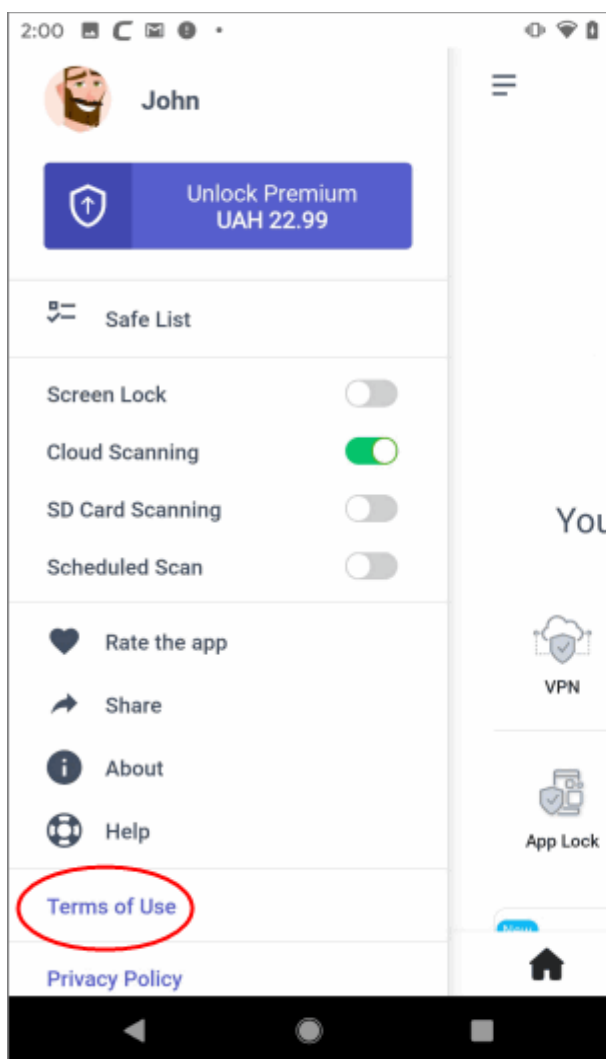 2:00
John
Unlock Premium
UAH 22.99
Safe List
Screen Lock
Cloud Scanning
SD Card Scanning
Scheduled Scan
Rate the app
Share
About
Help
Terms of Use
Privacy Policy
You
VPN
App Lock
New